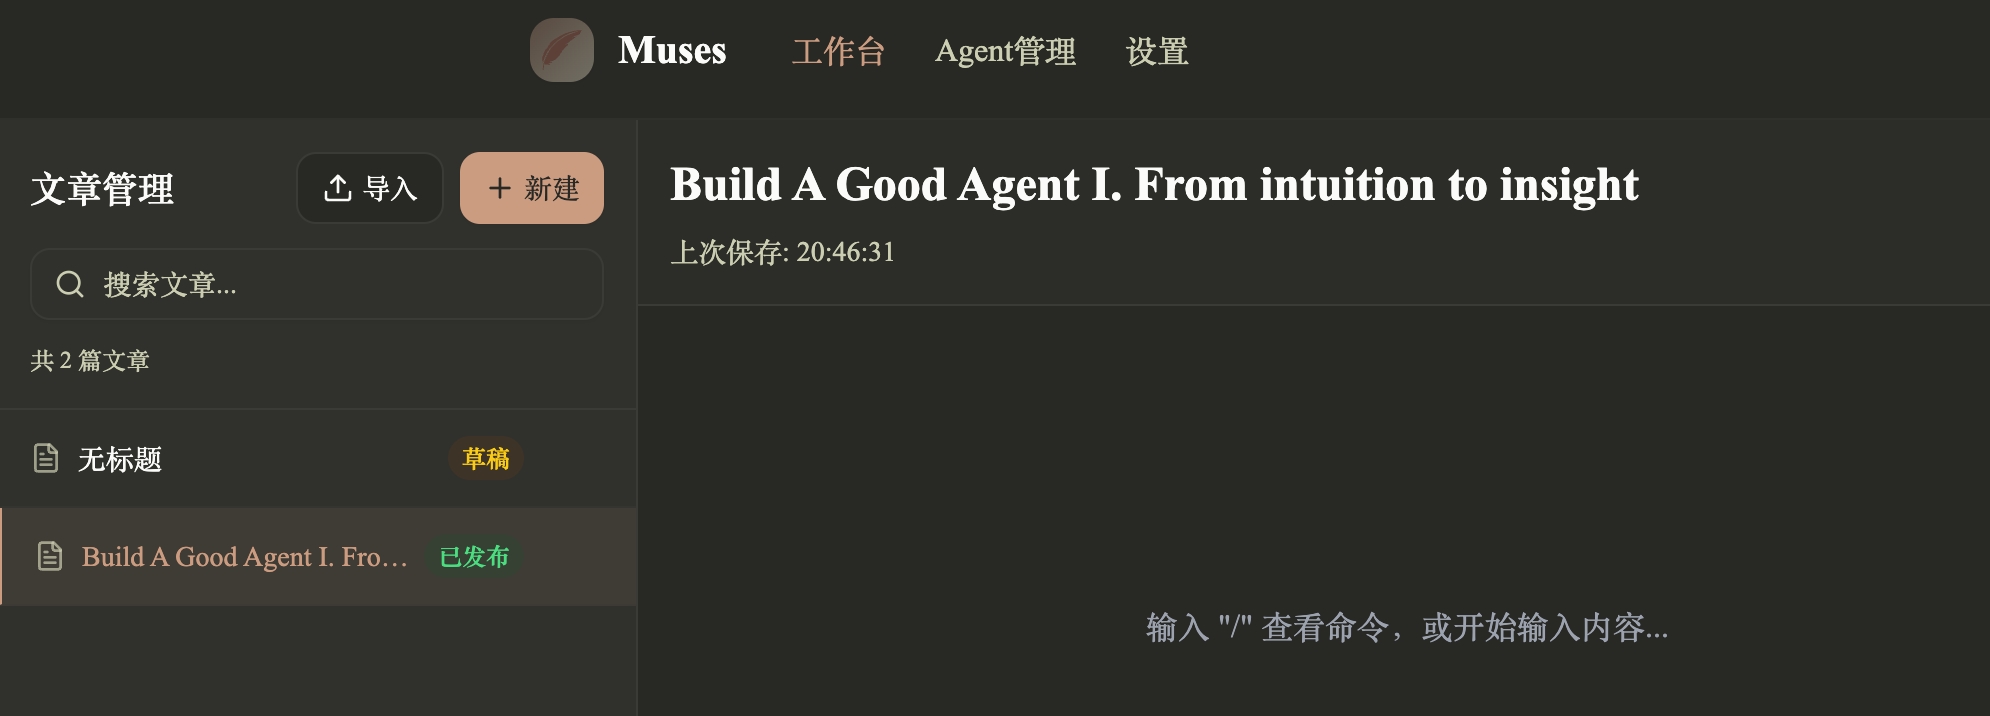 Muses 工作台 Agent管理 设置
文章管理 导入 新建
搜索文章...
共 2 篇文章
无标题 草稿
Build A Good Agent I. Fro... 已发布
Build A Good Agent I. From intuition to insight
上次保存: 20:46:31
输入 "/" 查看命令，或开始输入内容...